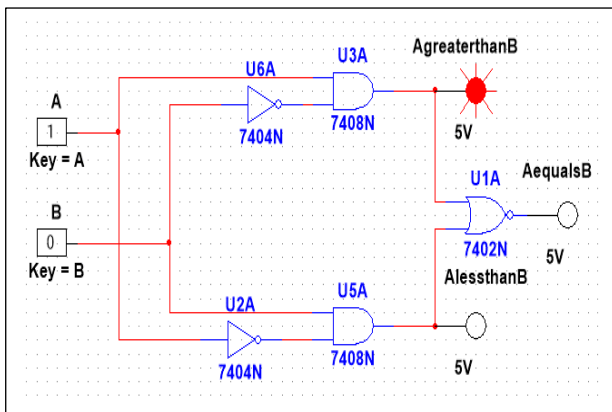 U3A
AgreaterthanB
U6A
A
1
7404N
7408N
5V
Key = A
U1A
AequalsB
B
0
7402N
5V
Key = B
U2A
U5A
AlessthanB
7404N
7408N
5V